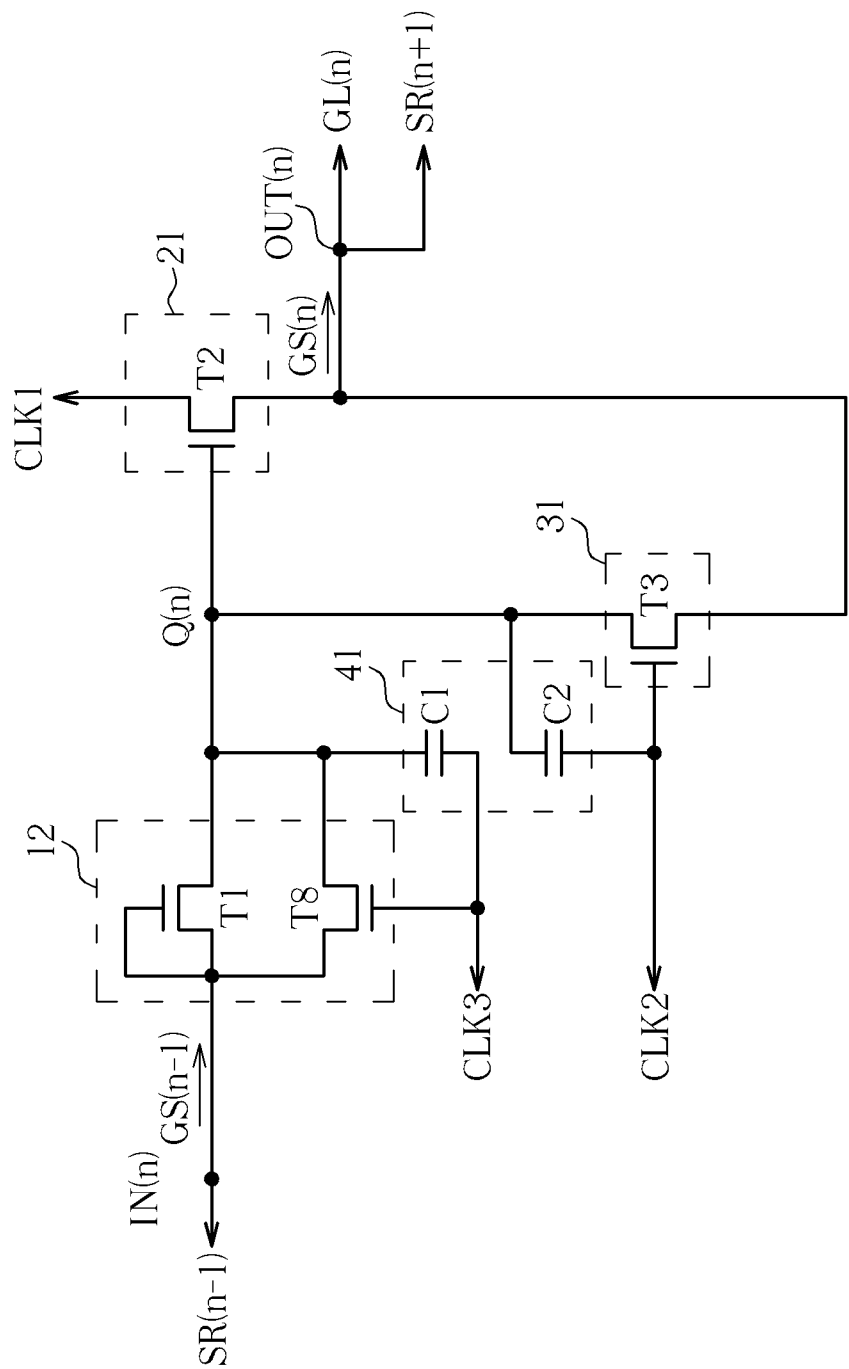 CLK1
21
T2
GS(n)
OUT(n)
GL(n)
SR(n+1)
Q(n)
12
T1
T8
41
C1
C2
31
T3
SR(n-1)
IN(n)
GS(n-1)
CLK3
CLK2